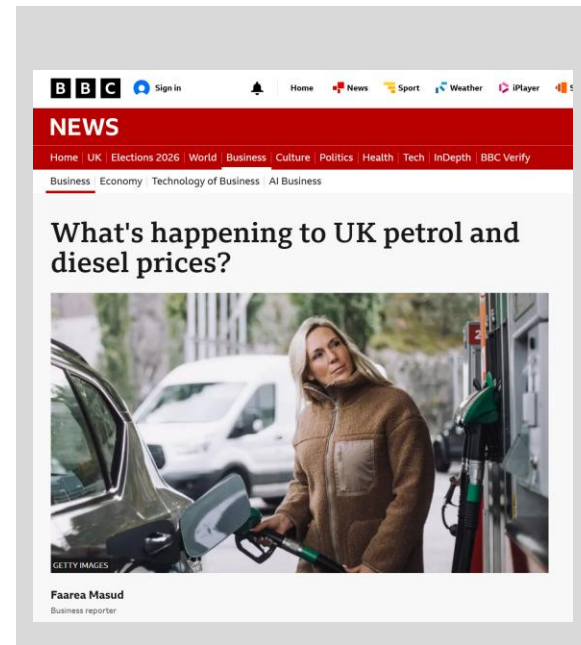 BBC Sign in Home News Sport Weather iPlayer
NEWS
Home UK Elections 2026 World Business Culture Politics Health Tech InDepth BBC Verify
Business Economy Technology of Business AI Business
What's happening to UK petrol and
diesel prices?
2
GETTY IMAGES
Faarea Masud
Business reporter